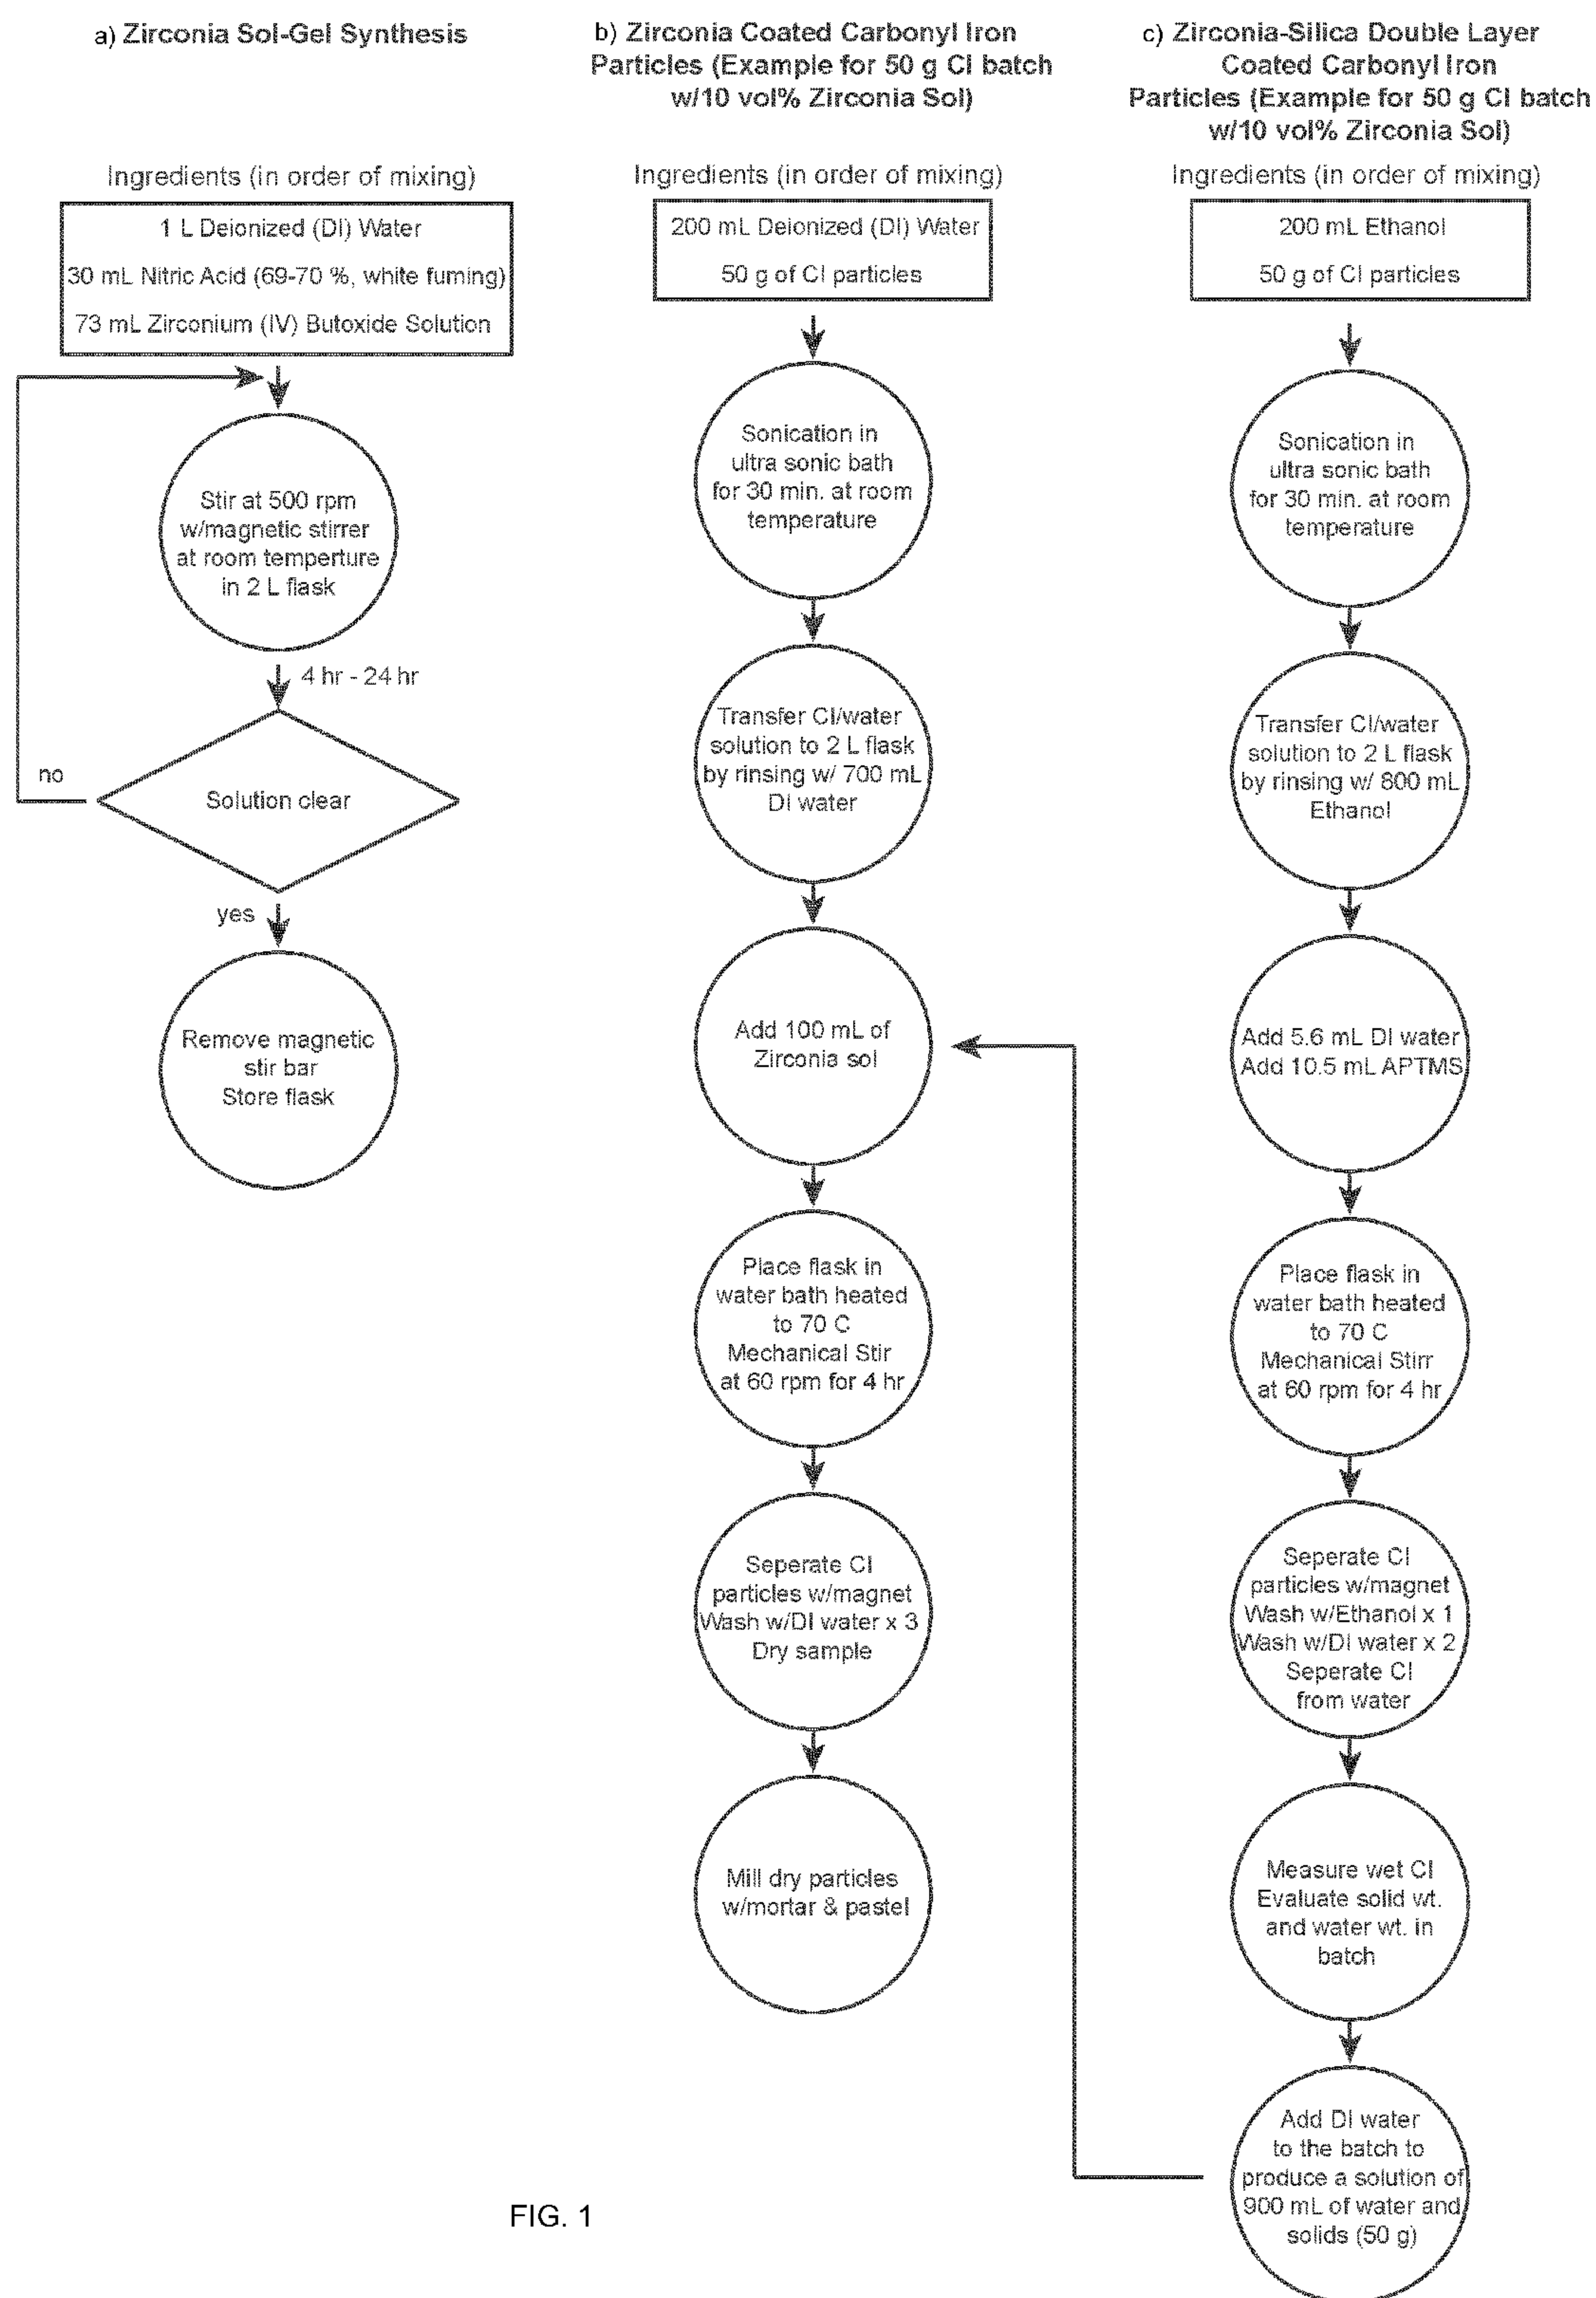 a) Zirconia Sol-Gel Synthesis
Ingredients (in order of mixing)
1 L Deionized (DI) Water
30 mL Nitric Acid (69-70 %, white fuming)
73 mL Zirconium (IV) Butoxide Solution
Stir at 500 rpm
w/magnetic stirrer
at room temperture
in 2 L flask
4 hr - 24 hr
no
Solution clear
yes
Remove magnetic
stir bar
Store flask
b) Zirconia Coated Carbonyl Iron
Particles (Example for 50 g CI batch
w/10 vol% Zirconia Sol)
Ingredients (in order of mixing)
200 mL Deionized (DI) Water
50 g of CI particles
Sonication in
ultra sonic bath
for 30 min. at room
temperature
Transfer CI/water
solution to 2 L flask
by rinsing w/ 700 mL
DI water
Add 100 mL of
Zirconia sol
Place flask in
water bath heated
to 70 C
Mechanical Stir
at 60 rpm for 4 hr
Seperate CI
particles w/magnet
Wash w/DI water x 3
Dry sample
Mill dry particles
w/mortar & pastel
c) Zirconia-Silica Double Layer
Coated Carbonyl Iron
Particles (Example for 50 g CI batch
w/10 vol% Zirconia Sol)
Ingredients (in order of mixing)
200 mL Ethanol
50 g of CI particles
Sonication in
ultra sonic bath
for 30 min. at room
temperature
Transfer CI/water
solution to 2 L flask
by rinsing w/ 800 mL
Ethanol
Add 5.6 mL DI water
Add 10.5 mL APTMS
Place flask in
water bath heated
to 70 C
Mechanical Stirr
at 60 rpm for 4 hr
Seperate CI
particles w/magnet
Wash w/Ethanol x 1
Wash w/DI water x 2
Seperate CI
from water
Measure wet CI
Evaluate solid wt.
and water wt. in
batch
Add DI water
to the batch to
produce a solution of
900 mL of water and
solids (50 g)
FIG. 1